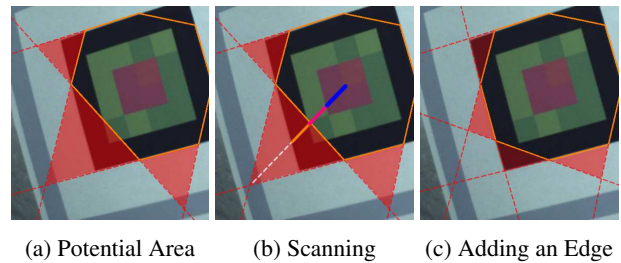 (a) Potential Area
(b) Scanning
(c) Adding an Edge